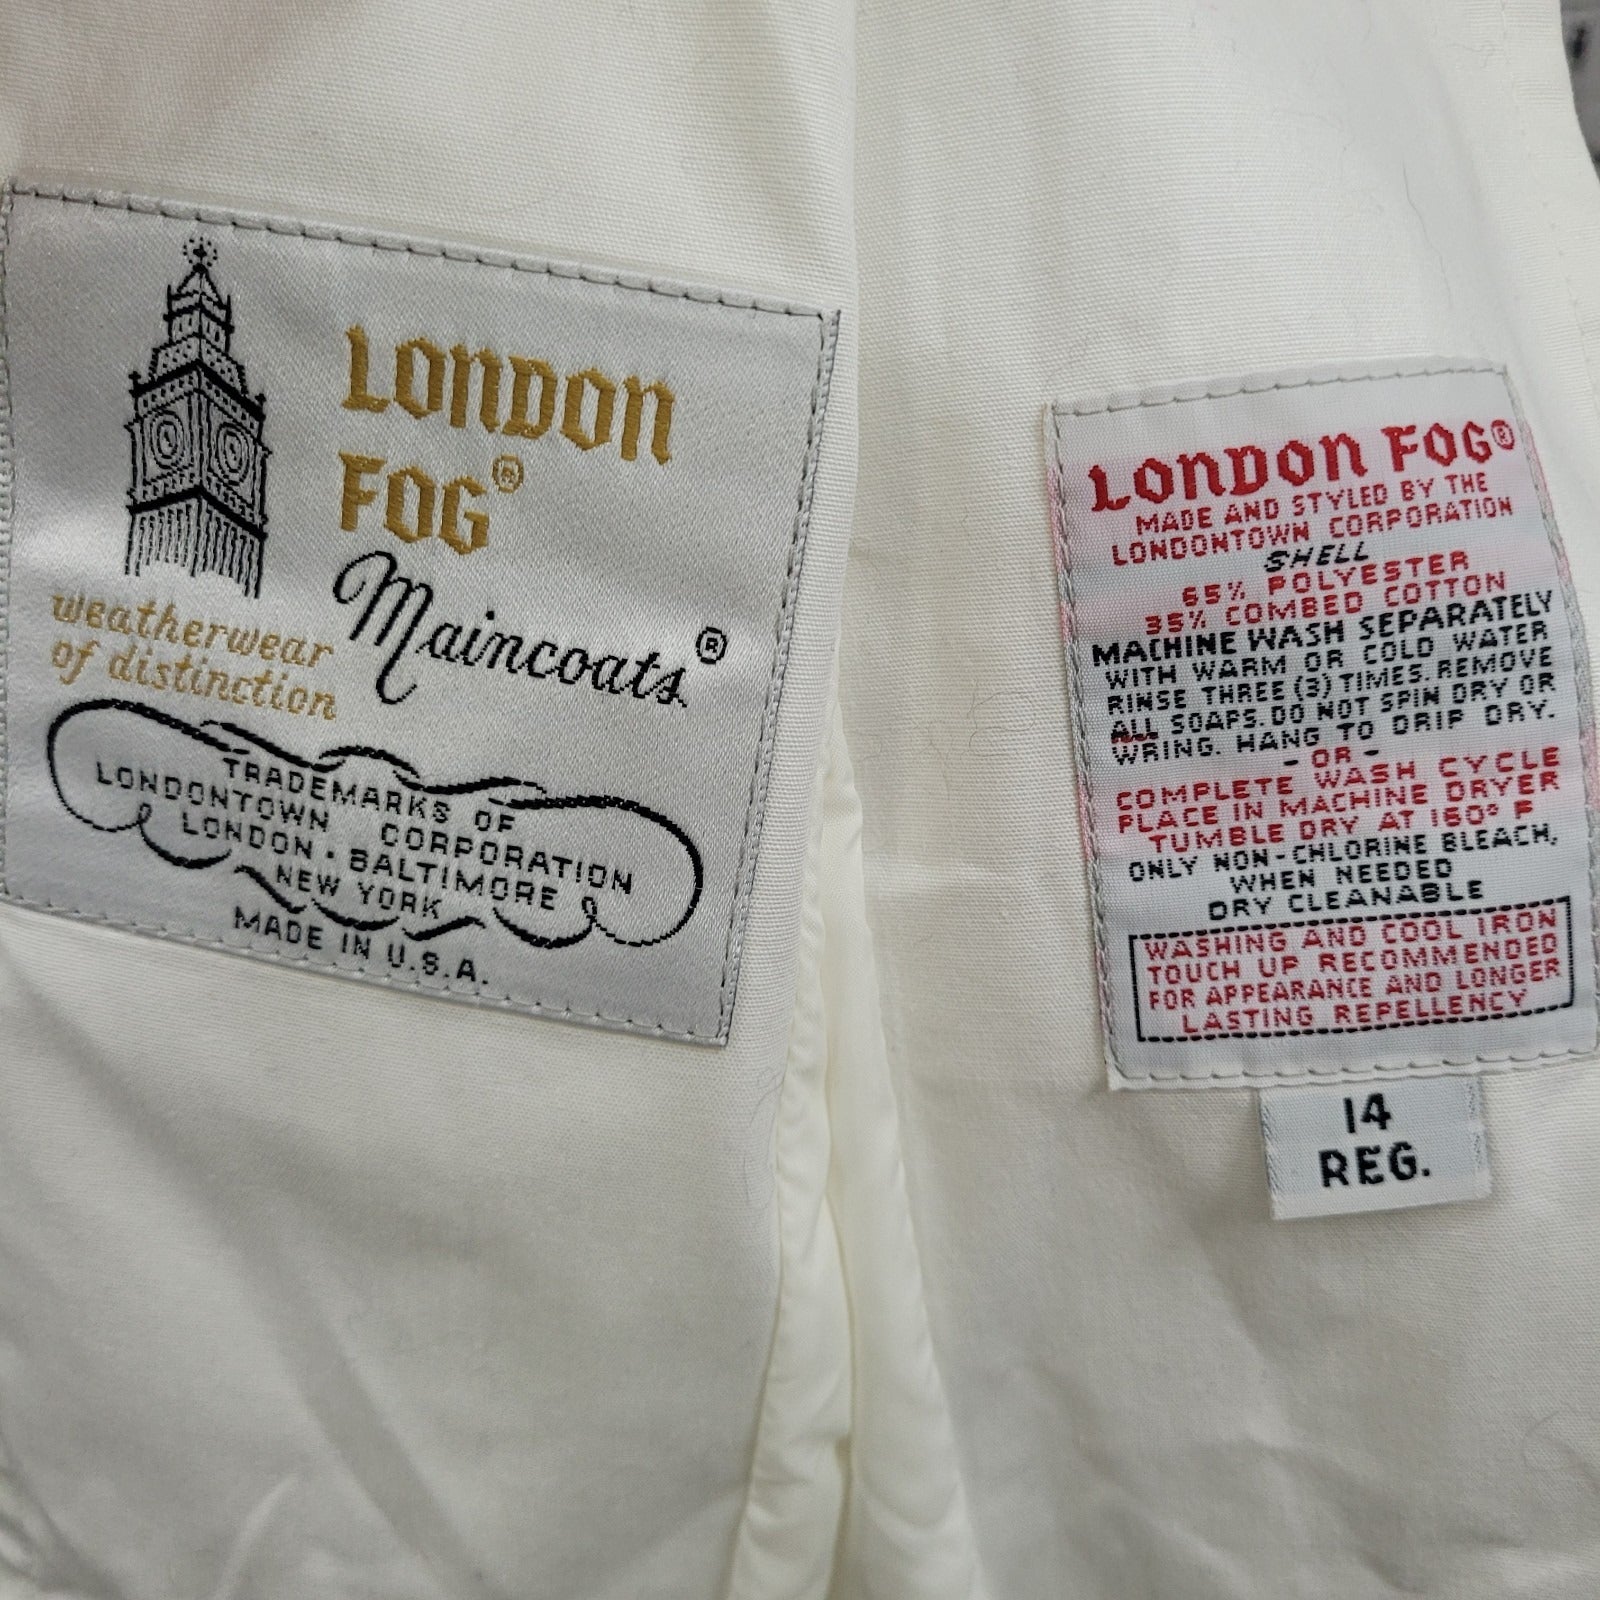 LONDON
FOG®
Maincoats®
weatherwear
of distinction
TRADEMARKS OF
LONDONTOWN CORPORATION
LONDON · BALTIMORE
NEW YORK
MADE IN U.S.A.
LONDON FOG®
MADE AND STYLED BY THE
LONDONTOWN CORPORATION
SHELL
65% POLYESTER
35% COMBED COTTON
MACHINE WASH SEPARATELY
WITH WARM OR COLD WATER
RINSE THREE (3) TIMES. REMOVE
ALL SOAPS. DO NOT SPIN DRY OR
WRING. HANG TO DRIP DRY.
- OR -
COMPLETE WASH CYCLE
PLACE IN MACHINE DRYER
TUMBLE DRY AT 160° F
ONLY NON-CHLORINE BLEACH,
WHEN NEEDED
DRY CLEANABLE
WASHING AND COOL IRON
TOUCH UP RECOMMENDED
FOR APPEARANCE AND LONGER
LASTING REPELLENCY
14
REG.